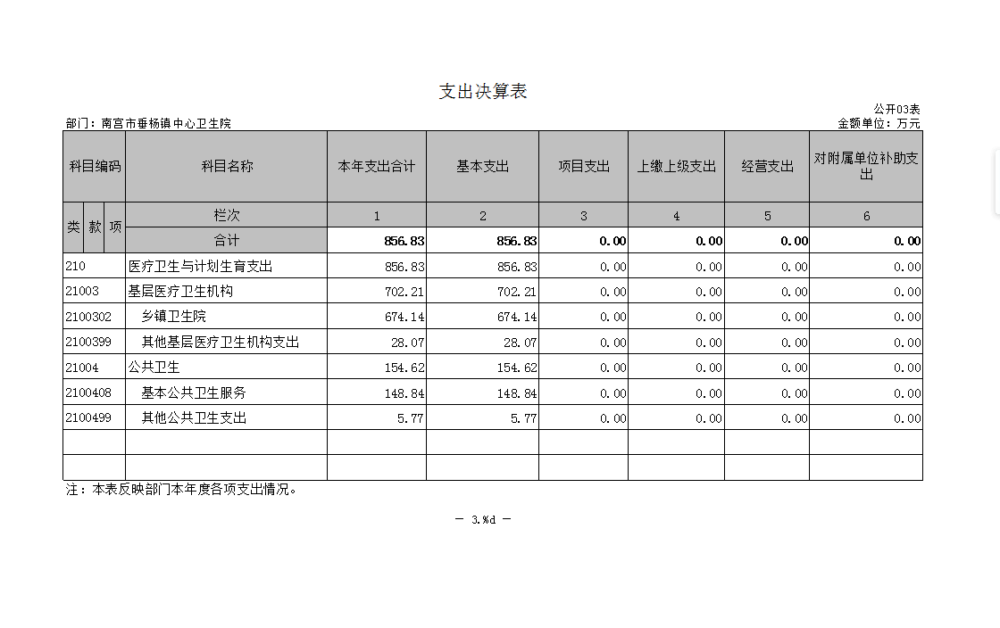 支出决算表
公开03表
部门：南宫市垂杨镇中心卫生院 金额单位：万元
科目编码 科目名称 本年支出合计 基本支出 项目支出 上缴上级支出 经营支出 对附属单位补助支
出
类 款 项 栏次 1 2 3 4 5 6
合计 856.83 856.83 0.00 0.00 0.00 0.00
210 医疗卫生与计划生育支出 856.83 856.83 0.00 0.00 0.00 0.00
21003 基层医疗卫生机构 702.21 702.21 0.00 0.00 0.00 0.00
2100302 乡镇卫生院 674.14 674.14 0.00 0.00 0.00 0.00
2100399 其他基层医疗卫生机构支出 28.07 28.07 0.00 0.00 0.00 0.00
21004 公共卫生 154.62 154.62 0.00 0.00 0.00 0.00
2100408 基本公共卫生服务 148.84 148.84 0.00 0.00 0.00 0.00
2100499 其他公共卫生支出 5.77 5.77 0.00 0.00 0.00 0.00
注：本表反映部门本年度各项支出情况。
— 3.%d —